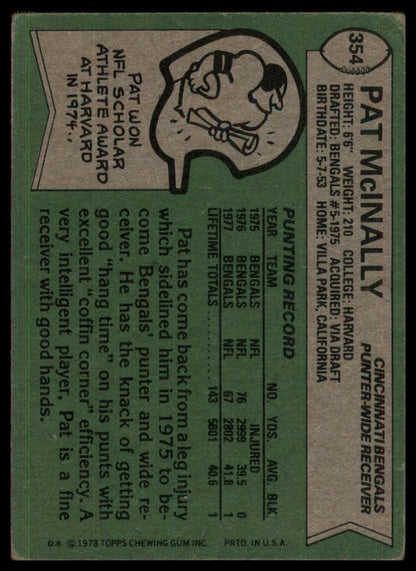 354
PAT McINALLY
CINCINNATI BENGALS
PUNTER-WIDE RECEIVER
HEIGHT: 6'6" WEIGHT: 210 COLLEGE: HARVARD
DRAFTED: BENGALS #5-1975 ACQUIRED: VIA DRAFT
BIRTHDATE: 5-7-53 HOME: VILLA PARK, CALIFORNIA
PAT WON
NFL SCHOLAR
ATHLETE AWARD
AT HARVARD
IN 1974.
PUNTING RECORD
YEAR TEAM NO. YDS. AVG. BLK
1975 BENGALS NFL INJURED
1976 BENGALS NFL 76 2999 39.5 0
1977 BENGALS NFL 67 2802 41.8 1
LIFETIME TOTALS 143 5801 40.6 1
Pat has come back from a leg injury
which sidelined him in 1975 to be-
come Bengals' punter and wide re-
ceiver. He has the knack of getting
good "hang time" on his punts with
excellent "coffin corner" efficiency. A
very intelligent player, Pat is a fine
receiver with good hands.
D* © 1978 TOPPS CHEWING GUM INC. PRTD. IN U.S.A.